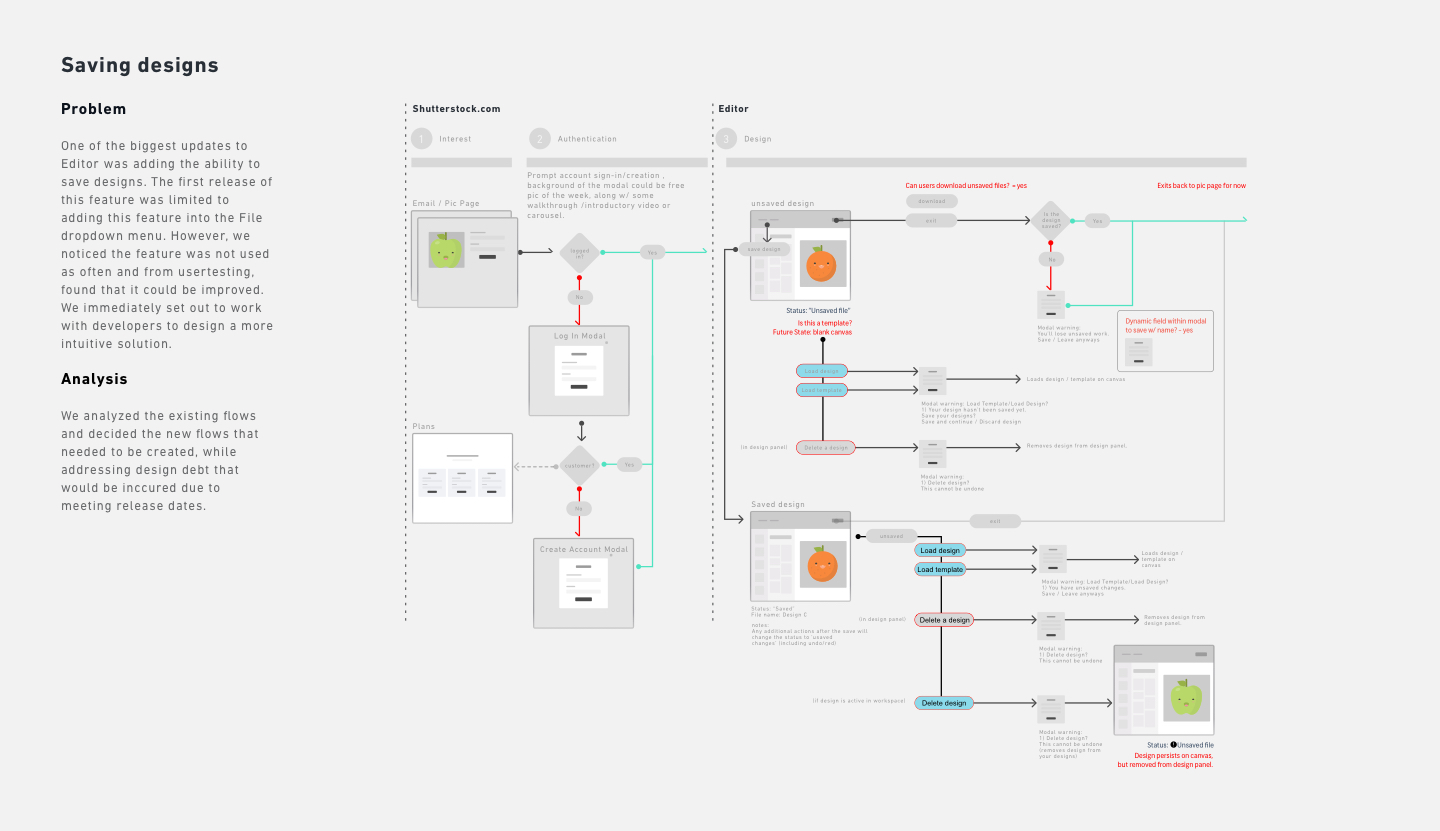 Saving designs
Problem
One of the biggest updates to
Editor was adding the ability to
save designs. The first release of
this feature was limited to
adding this feature into the File
dropdown menu. However, we
noticed the feature was not used
as often and from usertesting,
found that it could be improved.
We immediately set out to work
with developers to design a more
intuitive solution.
Analysis
We analyzed the existing flows
and decided the new flows that
needed to be created, while
addressing design debt that
would be inccured due to
meeting release dates.
Shutterstock.com
1 Interest
2 Authentication
Prompt account sign-in/creation ,
background of the modal could be free
pic of the week, along w/ some
walkthrough /introductory video or
carousel.
Email / Pic Page
logged
in?
Yes
No
Log In Modal
x
Plans
customer?
Yes
No
Create Account Modal
x
Editor
3 Design
Can users download unsaved files? = yes
Exits back to pic page for now
unsaved design
download
exit
save design
Is the
design
saved?
Yes
No
Modal warning:
You'll lose unsaved work.
Save / Leave anyways
Dynamic field within modal
to save w/ name? - yes
Status: "Unsaved file"
Is this a template?
Future State: blank canvas
Load design
Load template
Loads design / template on canvas
Modal warning: Load Template/Load Design?
1) Your design hasn't been saved yet.
Save your designs?
Save and continue / Discard design
(in design panel)
Delete a design
Removes design from design panel.
Modal warning:
1) Delete design?
This cannot be undone
Saved design
exit
unsaved
Load design
Load template
Loads design /
template on
canvas
Modal warning: Load Template/Load Design?
1) You have unsaved changes.
Save / Leave anyways
Status: "Saved"
File name: Design C
notes:
Any additional actions after the save will
change the status to 'usaved
changes' (including undo/red)
(in design panel)
Delete a design
Removes design from
design panel.
Modal warning:
1) Delete design?
This cannot be undone
(if design is active in workspace)
Delete design
Modal warning:
1) Delete design?
This cannot be undone
(removes design from
your designs)
Status: ! Unsaved file
Design persists on canvas,
but removed from design panel.